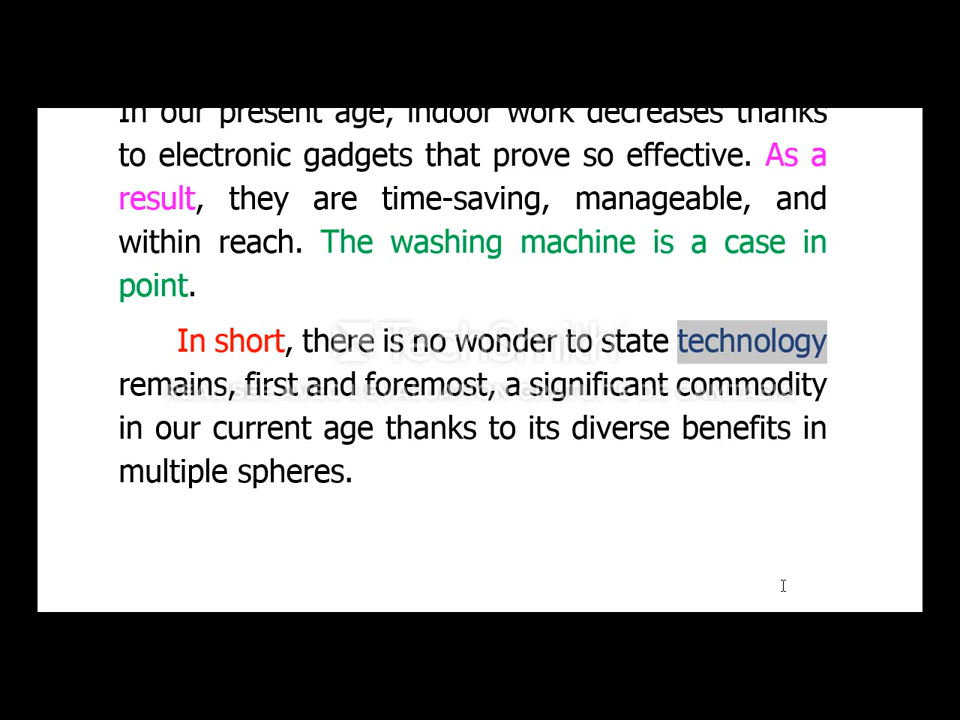 In our present age, indoor work decreases thanks
to electronic gadgets that prove so effective. As a
result, they are time-saving, manageable, and
within reach. The washing machine is a case in
point.
In short, there is no wonder to state technology
TechSmith
remains, first and foremost, a significant commodity
in our current age thanks to its diverse benefits in
multiple spheres.